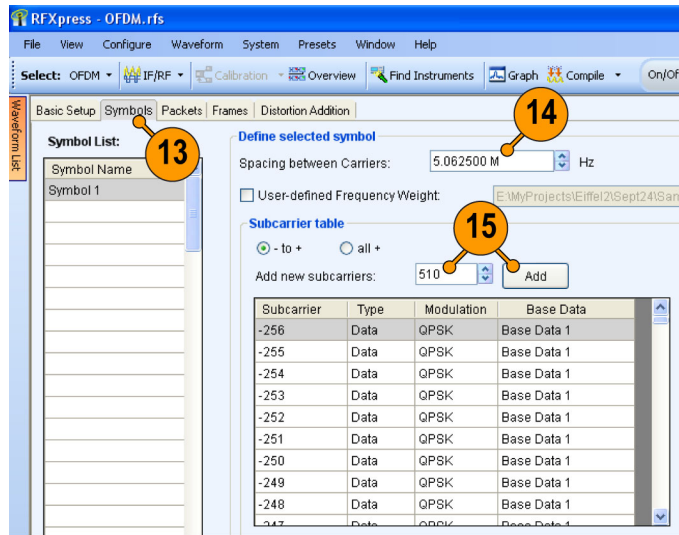 RFXpress - OFDM.rfs
File View Configure Waveform System Presets Window Help
Select: OFDM IF/RF Calibration Overview Find Instruments Graph Compile On/Of
Waveform List
Basic Setup Symbols Packets Frames Distortion Addition
13
14
15
Symbol List:
Symbol Name
Symbol 1
Define selected symbol
Spacing between Carriers: 5.062500 M Hz
User-defined Frequency Weight: E:\MyProjects\Eiffel2\Sept24\San
Subcarrier table
- to + all +
Add new subcarriers: 510 Add
Subcarrier Type Modulation Base Data
-256 Data QPSK Base Data 1
-255 Data QPSK Base Data 1
-254 Data QPSK Base Data 1
-253 Data QPSK Base Data 1
-252 Data QPSK Base Data 1
-251 Data QPSK Base Data 1
-250 Data QPSK Base Data 1
-249 Data QPSK Base Data 1
-248 Data QPSK Base Data 1
-247 Data QPSK Base Data 1